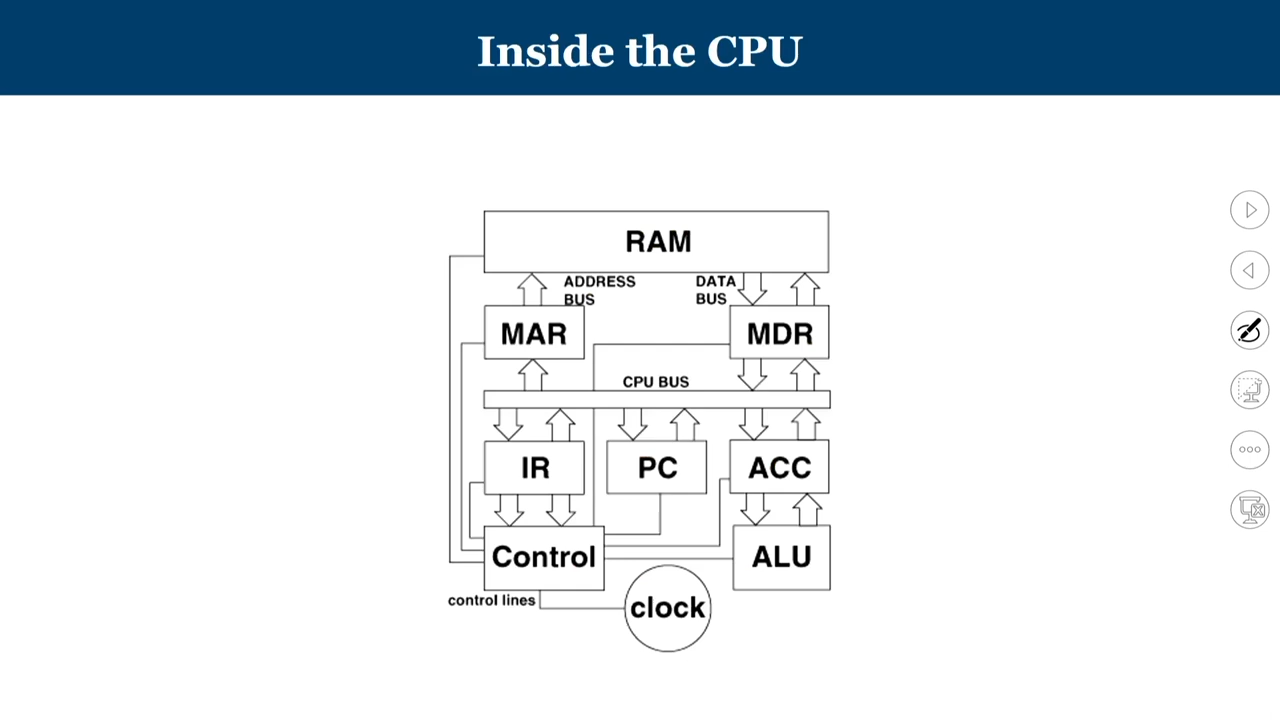 Inside the CPU
RAM
ADDRESS
BUS
DATA
BUS
MAR
MDR
CPU BUS
IR
PC
ACC
Control
ALU
control lines
clock